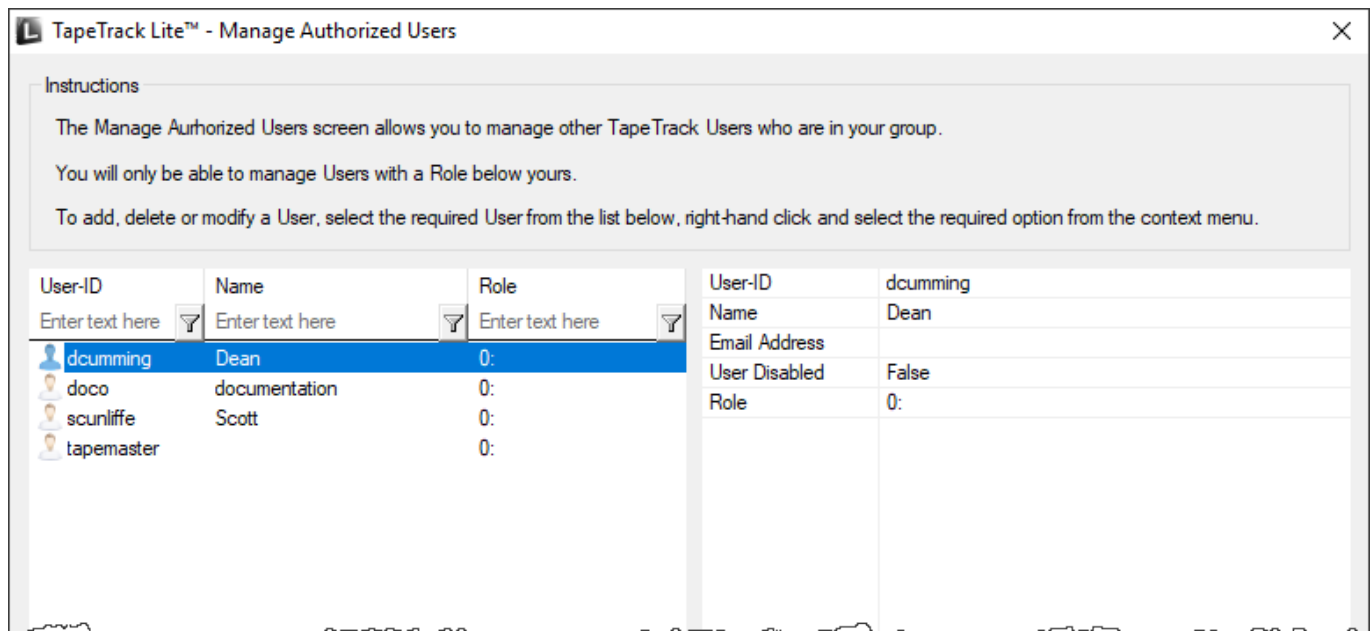 TapeTrack Lite™ - Manage Authorized Users
Instructions
The Manage Aurhorized Users screen allows you to manage other TapeTrack Users who are in your group.
You will only be able to manage Users with a Role below yours.
To add, delete or modify a User, select the required User from the list below, right-hand click and select the required option from the context menu.
User-ID Name Role
Enter text here Enter text here Enter text here
dcumming Dean 0:
doco documentation 0:
scunliffe Scott 0:
tapemaster 0:
User-ID dcumming
Name Dean
Email Address
User Disabled False
Role 0: